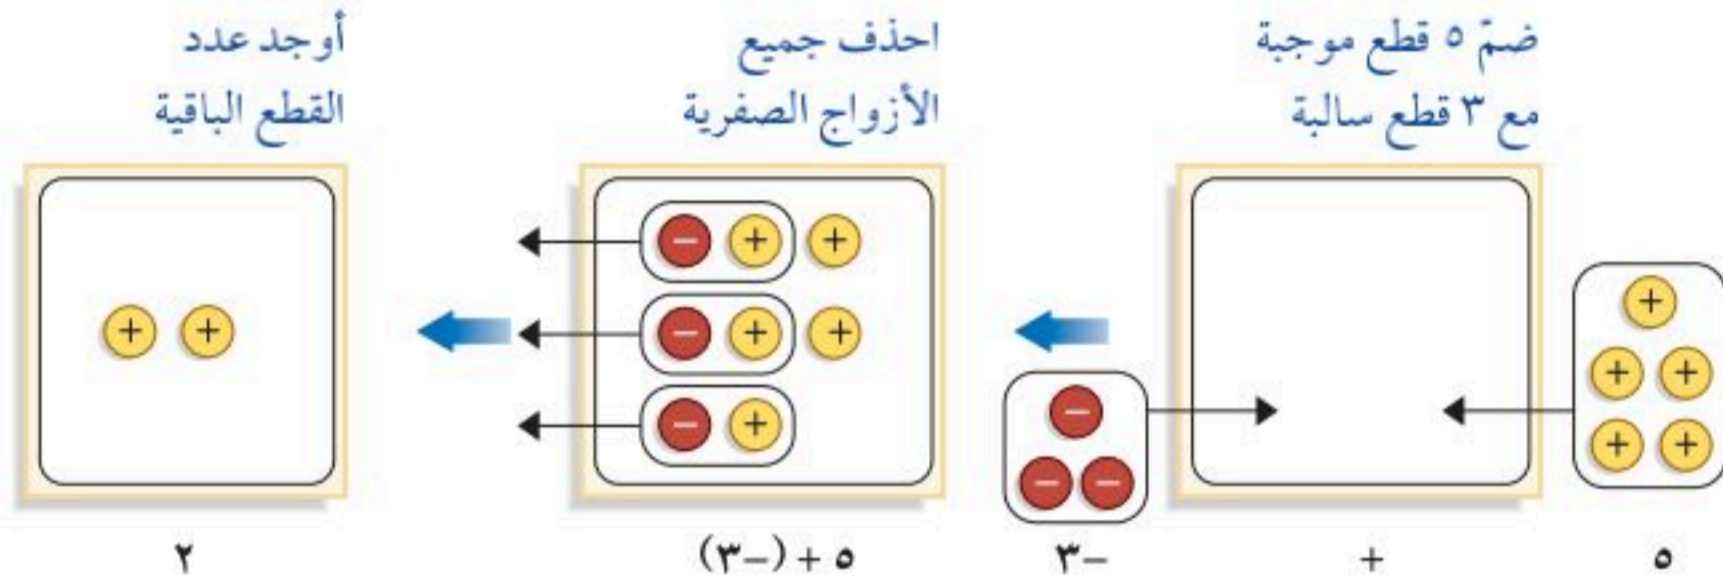 ضمّ ٥ قطع موجبة
مع ٣ قطع سالبة
احذف جميع
الأزواج الصفرية
أوجد عدد
القطع الباقية
+
+ +
+ +
−
− −
− + +
− + +
− +
+ +
٥
+
−٣
٥ + (−٣)
٢